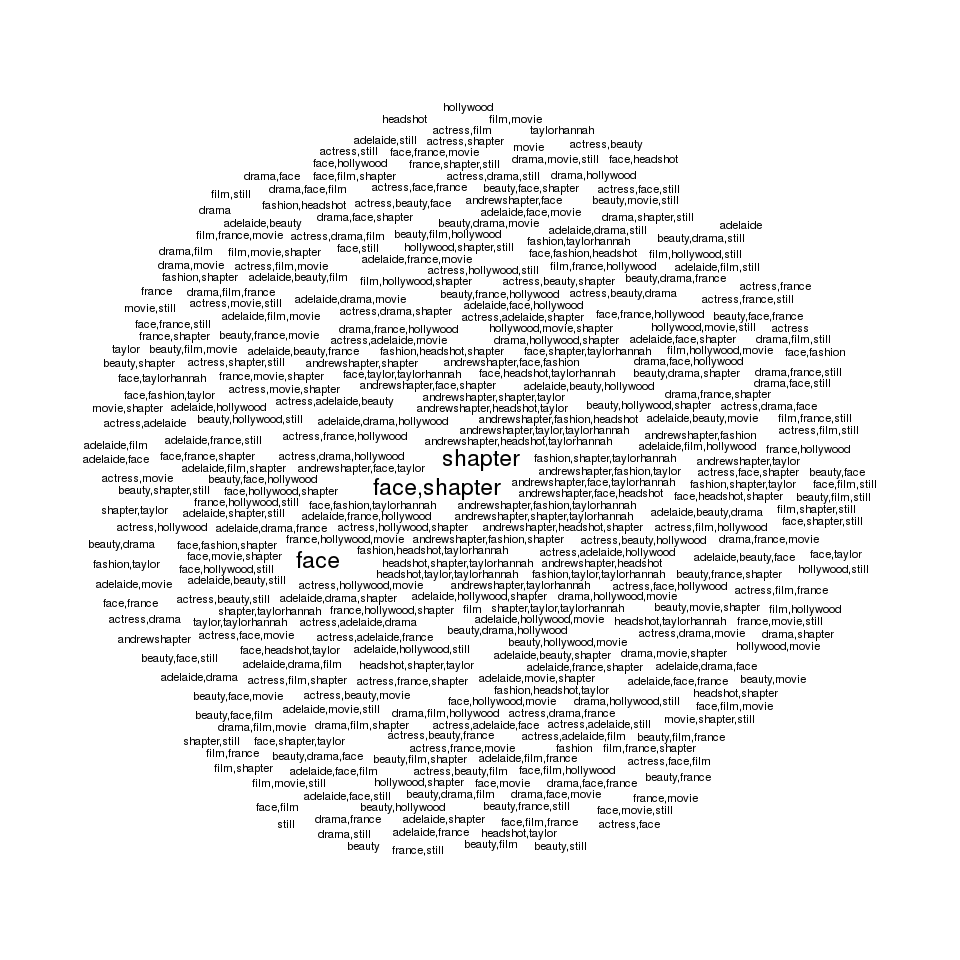 hollywood
headshot film,movie
actress,film taylorhannah
adelaide,still actress,shapter movie actress,beauty
actress,still face,france,movie drama,movie,still face,headshot
face,hollywood france,shapter,still
drama,face face,film,shapter actress,drama,still drama,hollywood
film,still drama,face,film actress,face,france beauty,face,shapter actress,face,still
drama fashion,headshot actress,beauty,face andrewshapter,face beauty,movie,still
adelaide,beauty drama,face,shapter adelaide,face,movie drama,shapter,still
film,france,movie actress,drama,film beauty,film,hollywood beauty,drama,movie adelaide,drama,still adelaide
drama,film film,movie,shapter face,still hollywood,shapter,still fashion,taylorhannah beauty,drama,still
drama,movie actress,film,movie adelaide,france,movie face,fashion,headshot film,hollywood,still
fashion,shapter adelaide,beauty,film actress,hollywood,still film,france,hollywood adelaide,film,still
film,hollywood,shapter actress,beauty,shapter beauty,drama,france
france drama,film,france beauty,france,hollywood actress,beauty,drama actress,france
movie,still actress,movie,still adelaide,drama,movie adelaide,face,hollywood actress,france,still
adelaide,film,movie actress,drama,shapter actress,adelaide,shapter face,france,hollywood beauty,face,france
face,france,still drama,france,hollywood hollywood,movie,shapter hollywood,movie,still actress
france,shapter beauty,france,movie actress,adelaide,movie drama,hollywood,shapter adelaide,face,shapter drama,film,still
taylor beauty,film,movie adelaide,beauty,france fashion,headshot,shapter face,shapter,taylorhannah film,hollywood,movie face,fashion
beauty,shapter actress,shapter,still andrewshapter,shapter andrewshapter,face,fashion drama,face,hollywood
face,taylorhannah france,movie,shapter face,taylor,taylorhannah face,headshot,taylorhannah beauty,drama,shapter drama,france,still
face,fashion,taylor actress,movie,shapter andrewshapter,face,shapter adelaide,beauty,hollywood drama,face,still
movie,shapter adelaide,hollywood actress,adelaide,beauty andrewshapter,shapter,taylor drama,france,shapter
actress,adelaide beauty,hollywood,still adelaide,drama,hollywood andrewshapter,headshot,taylor beauty,hollywood,shapter actress,drama,face
andrewshapter,fashion,headshot adelaide,beauty,movie film,france,still
adelaide,film adelaide,france,still actress,france,hollywood andrewshapter,taylor,taylorhannah andrewshapter,fashion actress,film,still
andrewshapter,headshot,taylorhannah adelaide,film,hollywood france,hollywood
adelaide,face face,france,shapter actress,drama,hollywood shapter fashion,shapter,taylorhannah andrewshapter,taylor
actress,movie adelaide,film,shapter andrewshapter,face,taylor andrewshapter,fashion,taylor actress,face,shapter beauty,face
beauty,face,hollywood andrewshapter,face,taylorhannah fashion,shapter,taylor face,film,still
beauty,shapter,still face,hollywood,shapter face,shapter andrewshapter,face,headshot face,headshot,shapter beauty,film,still
france,hollywood,still face,fashion,taylorhannah andrewshapter,fashion,taylorhannah
shapter,taylor adelaide,shapter,still adelaide,france,hollywood andrewshapter,shapter,taylorhannah adelaide,beauty,drama film,shapter,still
actress,hollywood adelaide,drama,france actress,hollywood,shapter andrewshapter,headshot,shapter actress,film,hollywood face,shapter,still
beauty,drama face,fashion,shapter france,hollywood,movie andrewshapter,fashion,shapter actress,beauty,hollywood drama,france,movie
fashion,taylor face,movie,shapter face fashion,headshot,taylorhannah actress,adelaide,hollywood adelaide,beauty,face face,taylor
face,hollywood,still headshot,shapter,taylorhannah andrewshapter,headshot hollywood,still
adelaide,movie adelaide,beauty,still headshot,taylor,taylorhannah fashion,taylor,taylorhannah beauty,france,shapter
actress,hollywood,movie andrewshapter,taylorhannah actress,face,hollywood actress,film,france
face,france actress,beauty,still adelaide,drama,shapter adelaide,hollywood,shapter drama,hollywood,movie
shapter,taylorhannah france,hollywood,shapter film shapter,taylor,taylorhannah beauty,movie,shapter film,hollywood
actress,drama taylor,taylorhannah actress,adelaide,drama adelaide,hollywood,movie headshot,taylorhannah france,movie,still
andrewshapter actress,face,movie actress,adelaide,france beauty,drama,hollywood actress,drama,movie drama,shapter
face,headshot,taylor adelaide,hollywood,still beauty,hollywood,movie hollywood,movie
beauty,face,still adelaide,drama,film headshot,shapter,taylor adelaide,beauty,shapter drama,movie,shapter
adelaide,drama actress,film,shapter actress,france,shapter adelaide,france,shapter adelaide,drama,face
beauty,face,movie actress,beauty,movie adelaide,movie,shapter adelaide,face,france beauty,movie
fashion,headshot,taylor headshot,shapter
beauty,face,film adelaide,movie,still face,hollywood,movie drama,hollywood,still face,film,movie
drama,film,movie drama,film,shapter drama,film,hollywood actress,drama,france movie,shapter,still
actress,adelaide,face actress,adelaide,still
shapter,still face,shapter,taylor actress,beauty,france actress,adelaide,film beauty,film,france
film,france beauty,drama,face actress,france,movie fashion film,france,shapter
film,shapter adelaide,face,film beauty,film,shapter adelaide,film,france actress,face,film
film,movie,still actress,beauty,film face,film,hollywood beauty,france
hollywood,shapter face,movie drama,face,france
adelaide,face,still beauty,drama,film drama,face,movie france,movie
face,film beauty,hollywood beauty,france,still face,movie,still
still drama,france adelaide,shapter face,film,france actress,face
drama,still adelaide,france headshot,taylor
beauty france,still beauty,film beauty,still